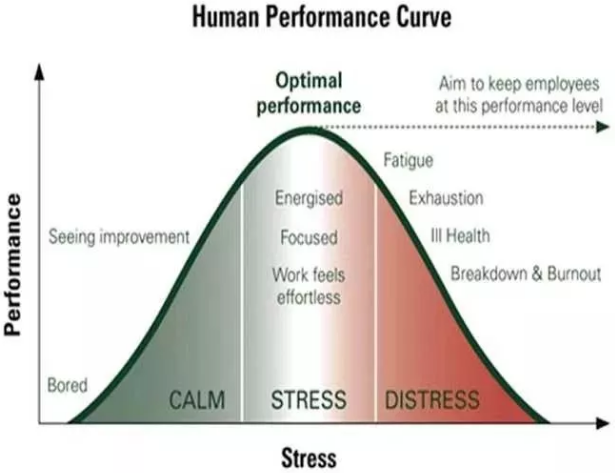 Human Performance Curve
Optimal
performance
Aim to keep employees
at this performance level
Fatigue
Energised
Exhaustion
Seeing improvement
Focused
Ill Health
Work feels
effortless
Breakdown & Burnout
Bored
CALM
STRESS
DISTRESS
Performance
Stress